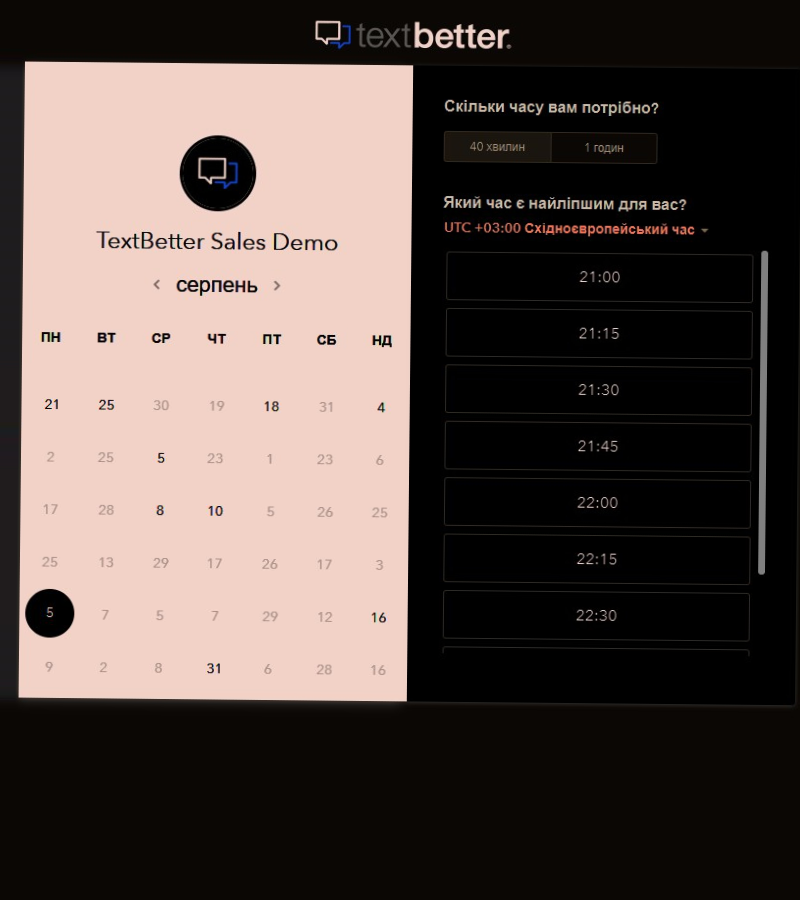 textbetter.
TextBetter Sales Demo
серпень
ПН ВТ СР ЧТ ПТ СБ НД
21 25 30 19 18 31 4
2 25 5 23 1 23 6
17 28 8 10 5 26 25
25 13 29 17 26 17 3
5 7 5 7 29 12 16
9 2 8 31 6 28 16
Скільки часу вам потрібно?
40 хвилин 1 годин
Який час є найліпшим для вас?
UTC +03:00 Східноєвропейський час
21:00
21:15
21:30
21:45
22:00
22:15
22:30